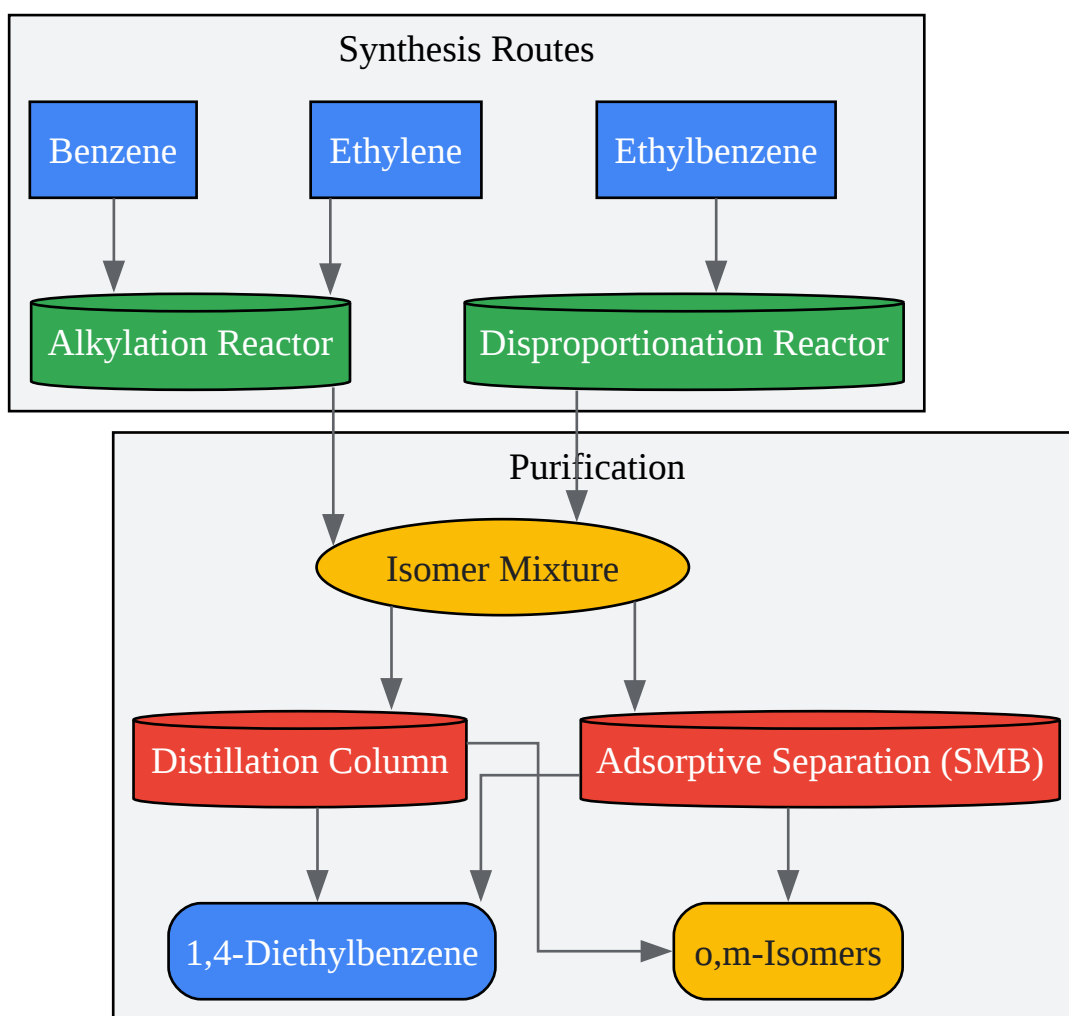 Synthesis Routes
Benzene
Ethylene
Ethylbenzene
Alkylation Reactor
Disproportionation Reactor
Purification
Isomer Mixture
Distillation Column
Adsorptive Separation (SMB)
1,4-Diethylbenzene
o,m-Isomers